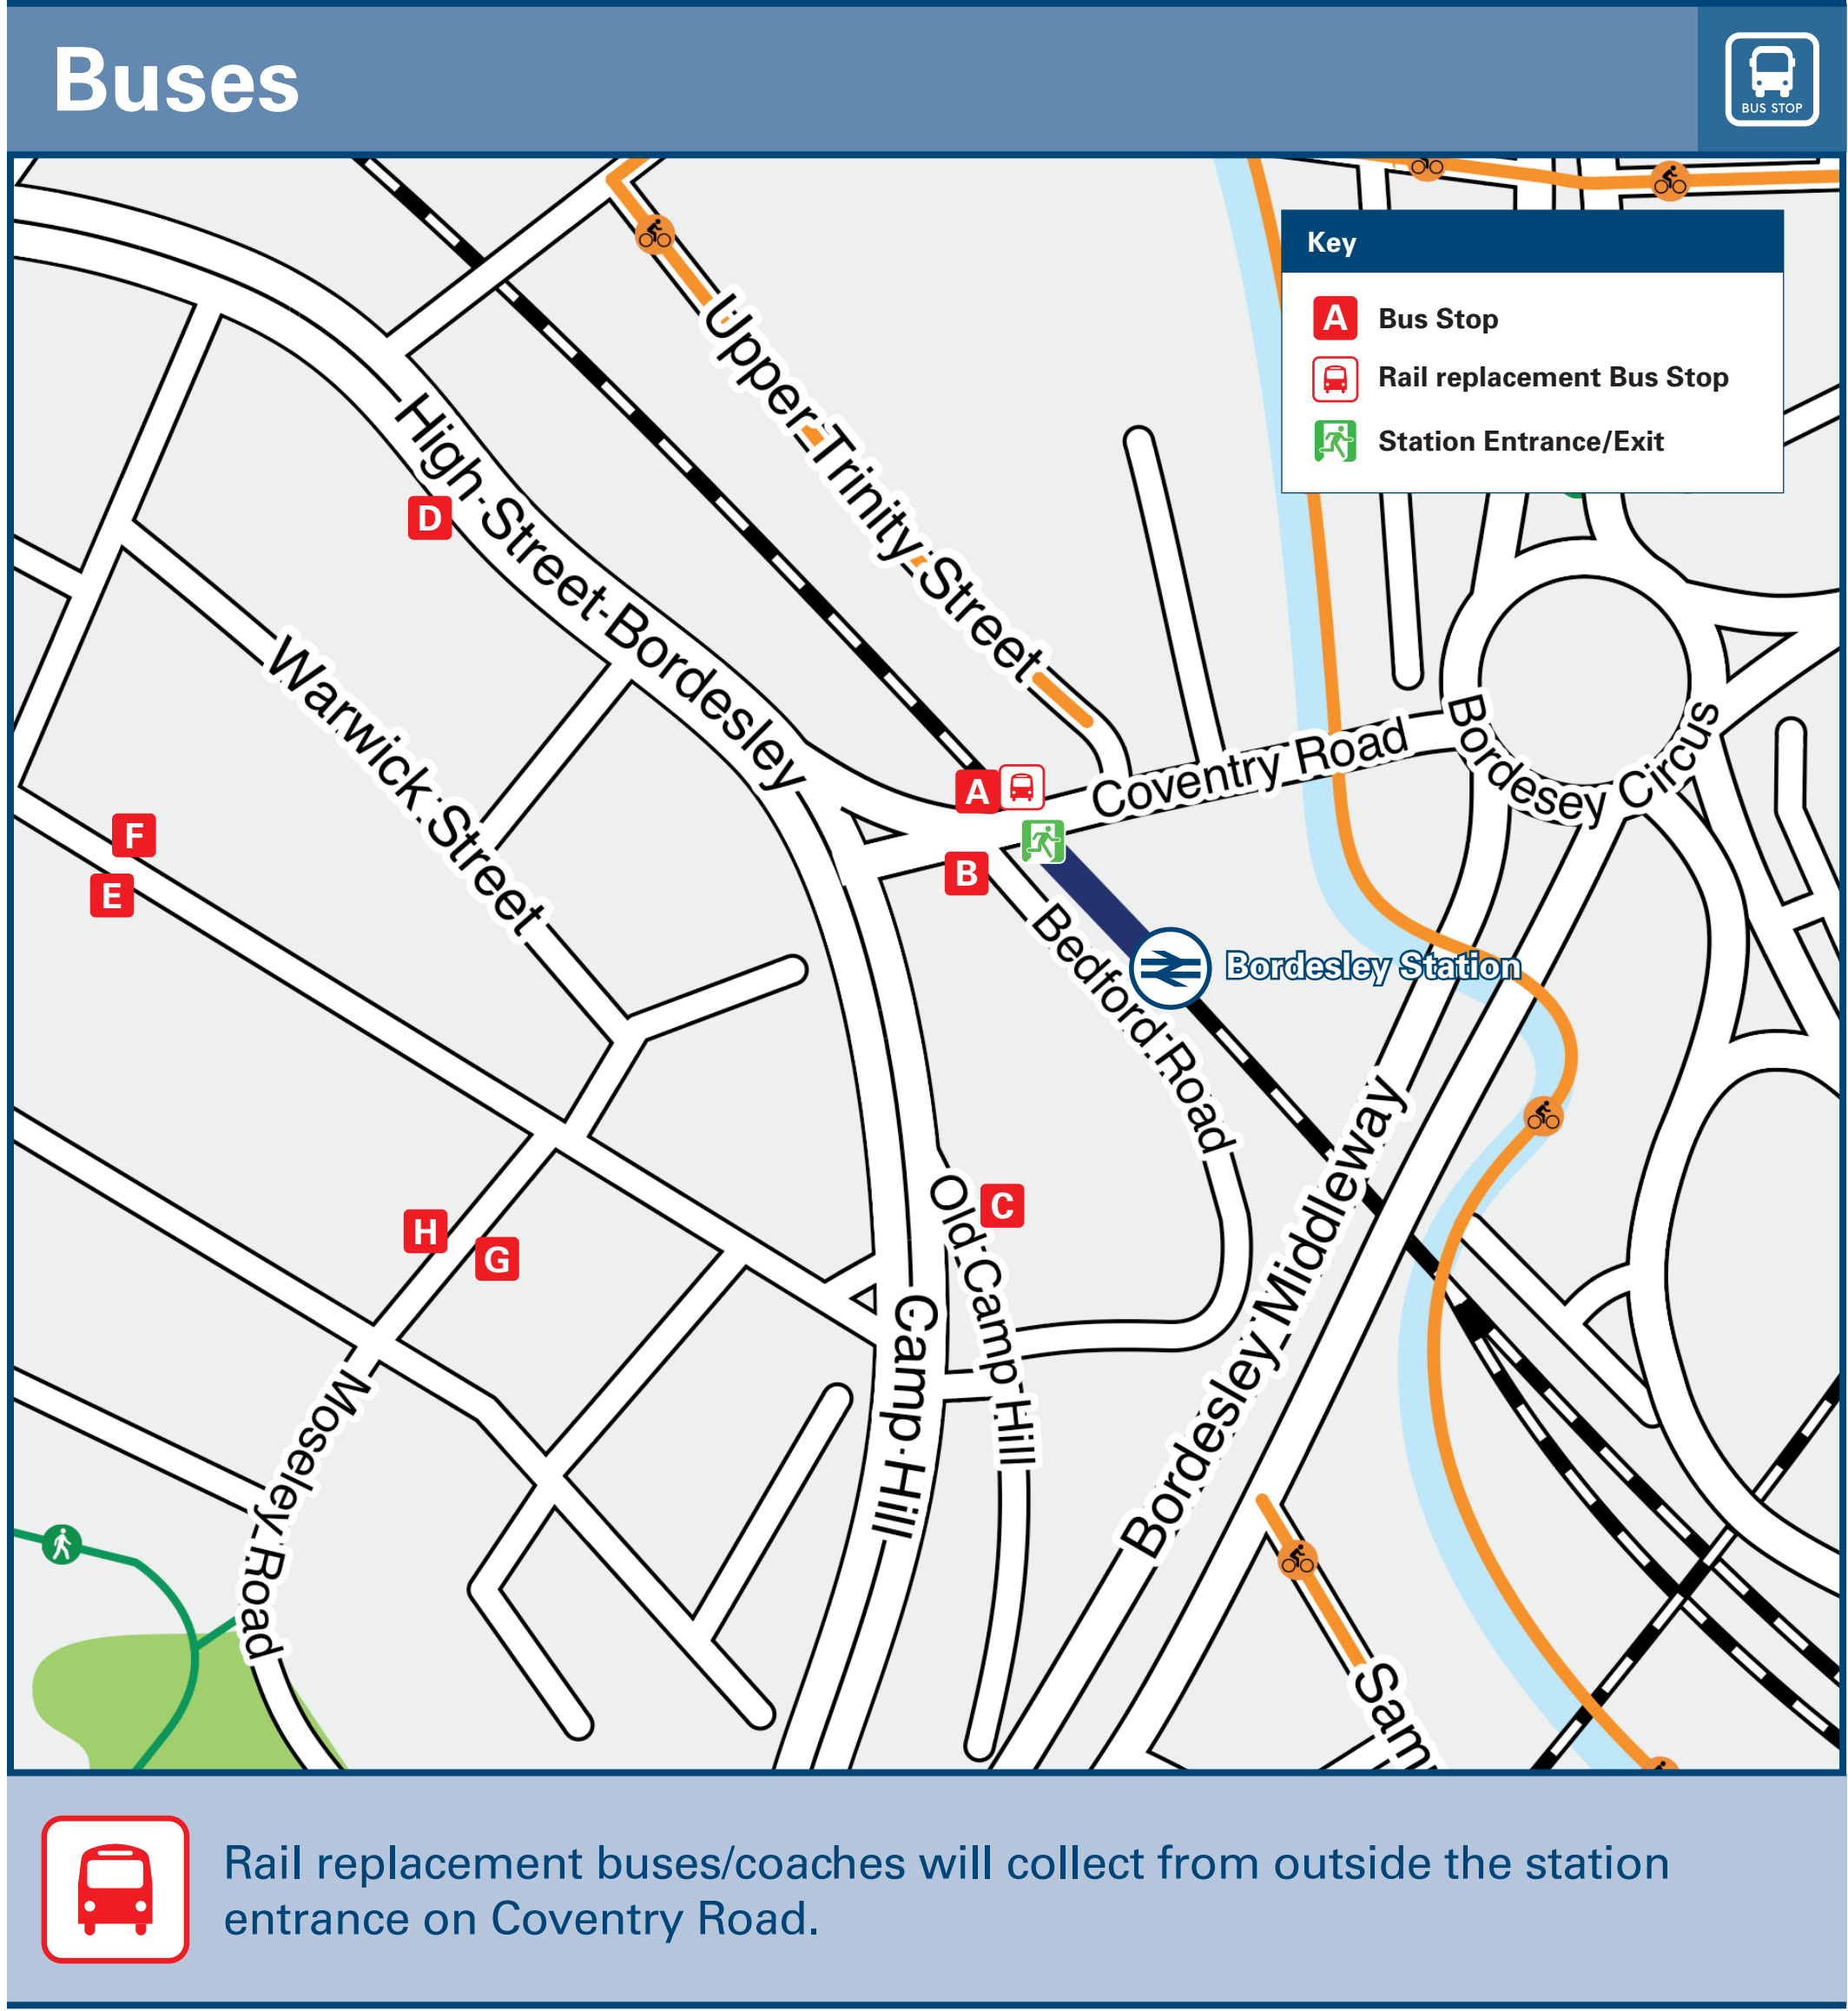 Buses
BUS STOP
Key
A Bus Stop
Rail replacement Bus Stop
Station Entrance/Exit
Upper Trinity Street
High Street Bordesley
D
Warwick Street
Coventry Road
Bordesey Circus
A
B
F
E
Bedford Road
Bordesley Station
Bordesley Middleway
Old Camp Hill
C
H
G
Camp Hill
Moseley Road
Sam
Rail replacement buses/coaches will collect from outside the station
entrance on Coventry Road.